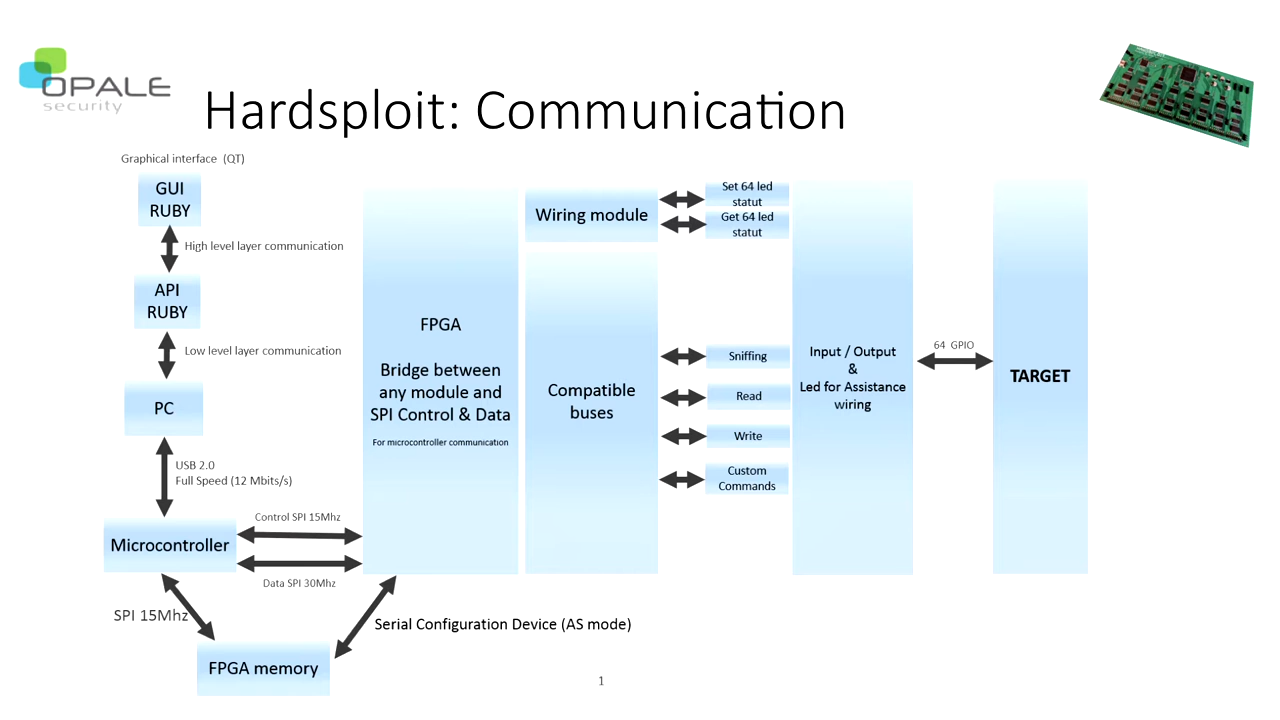 OPALE
security
Hardsploit: Communication
Graphical interface (QT)
GUI
RUBY
High level layer communication
API
RUBY
Low level layer communication
PC
USB 2.0
Full Speed (12 Mbits/s)
Microcontroller
Control SPI 15Mhz
Data SPI 30Mhz
SPI 15Mhz
FPGA memory
Serial Configuration Device (AS mode)
FPGA
Bridge between
any module and
SPI Control & Data
For microcontroller communication
Wiring module
Set 64 led
statut
Get 64 led
statut
Compatible
buses
Sniffing
Read
Write
Custom
Commands
Input / Output
&
Led for Assistance
wiring
64 GPIO
TARGET
1